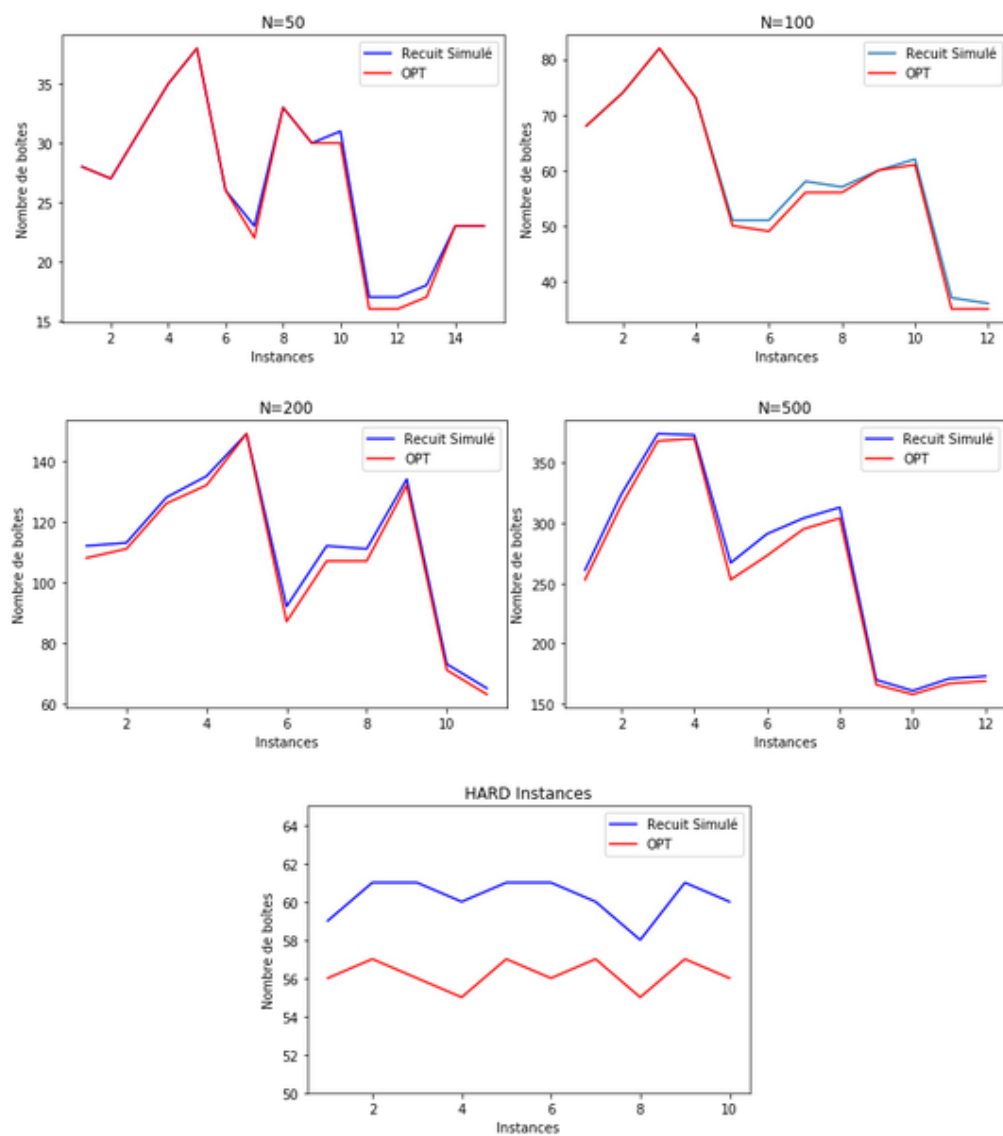 N=50
Nombre de boîtes
35
30
25
20
15
2 4 6 8 10 12 14
Instances
Recuit Simulé
OPT
N=100
Nombre de boîtes
80
70
60
50
40
2 4 6 8 10 12
Instances
Recuit Simulé
OPT
N=200
Nombre de boîtes
140
120
100
80
60
2 4 6 8 10
Instances
Recuit Simulé
OPT
N=500
Nombre de boîtes
350
300
250
200
150
2 4 6 8 10 12
Instances
Recuit Simulé
OPT
HARD Instances
Nombre de boîtes
64
62
60
58
56
54
52
50
2 4 6 8 10
Instances
Recuit Simulé
OPT